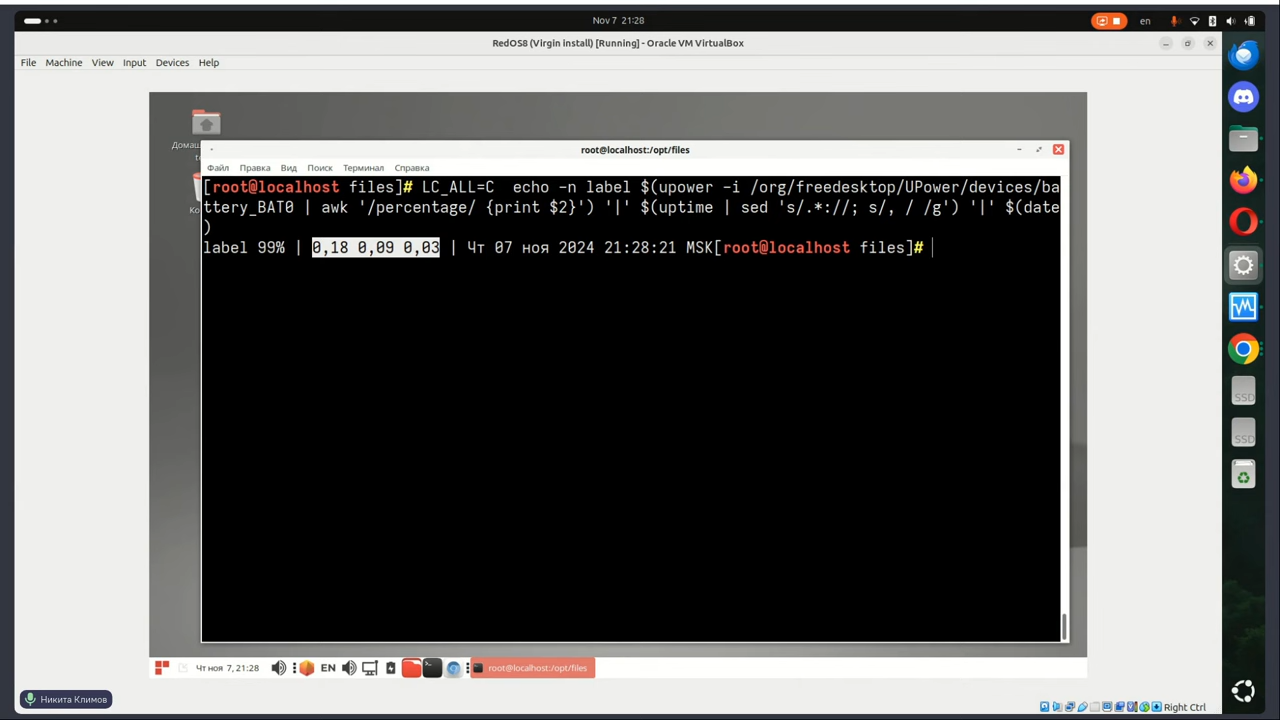 Nov 7 21:28
en
RedOS8 (Virgin install) [Running] - Oracle VM VirtualBox
File Machine View Input Devices Help
root@localhost:/opt/files
Файл Правка Вид Поиск Терминал Справка
[root@localhost files]# LC_ALL=C  echo -n label $(upower -i /org/freedesktop/UPower/devices/ba
ttery_BAT0 | awk '/percentage/ {print $2}') '|' $(uptime | sed 's/.*://; s/, / /g') '|' $(date
)
label 99% | 0,18 0,09 0,03 | Чт 07 ноя 2024 21:28:21 MSK[root@localhost files]#
SSD
SSD
Чт ноя 7, 21:28
EN
root@localhost:/opt/files
Никита Климов
Right Ctrl